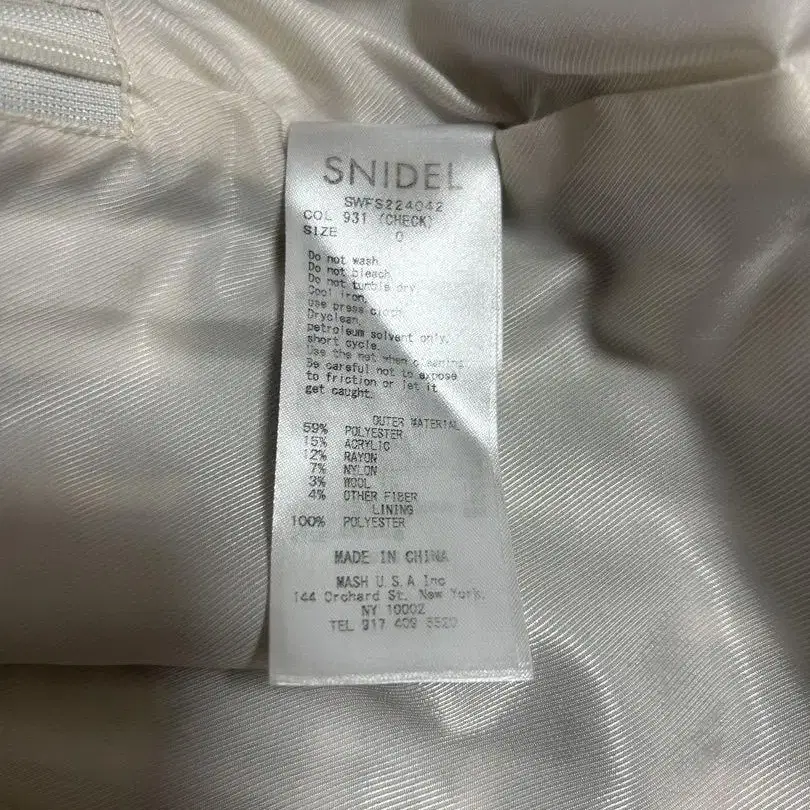 SNIDEL
SWFS224042
COL 931 (CHECK)
SIZE 0
Do not wash
Do not bleach
Do not tumble dry.
Cool iron.
use press cloth
Dryclean,
petroleum solvent only,
short cycle.
Use the net when cleaning.
Be careful not to expose
to friction or let it
get caught.
OUTER MATERIAL
59% POLYESTER
15% ACRYLIC
12% RAYON
7% NYLON
3% WOOL
4% OTHER FIBER
LINING
100% POLYESTER
MADE IN CHINA
MASH U.S.A Inc
144 Orchard St. New York,
NY 10002
TEL 917 409 5520